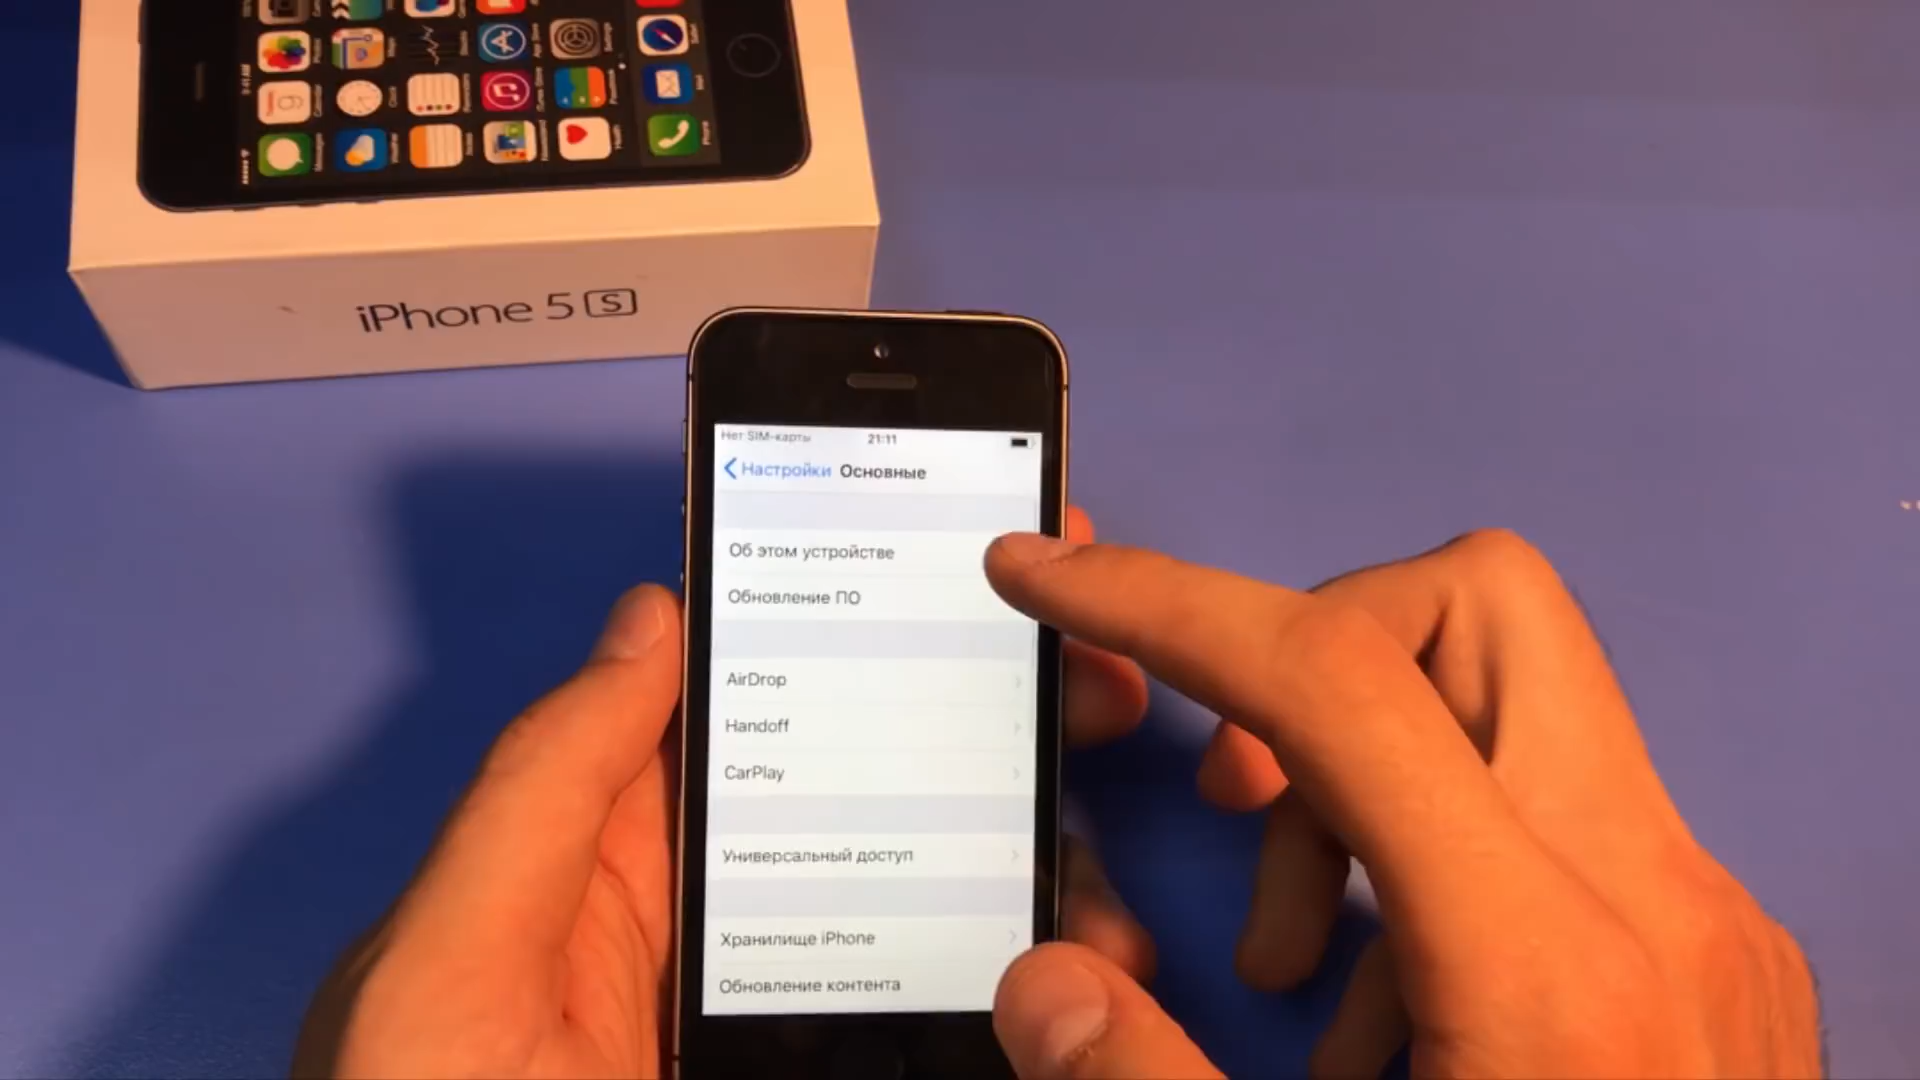 iPhone 5 S
Нет SIM-карты 21:11
Настройки Основные
Об этом устройстве
Обновление ПО
AirDrop
Handoff
CarPlay
Универсальный доступ
Хранилище iPhone
Обновление контента